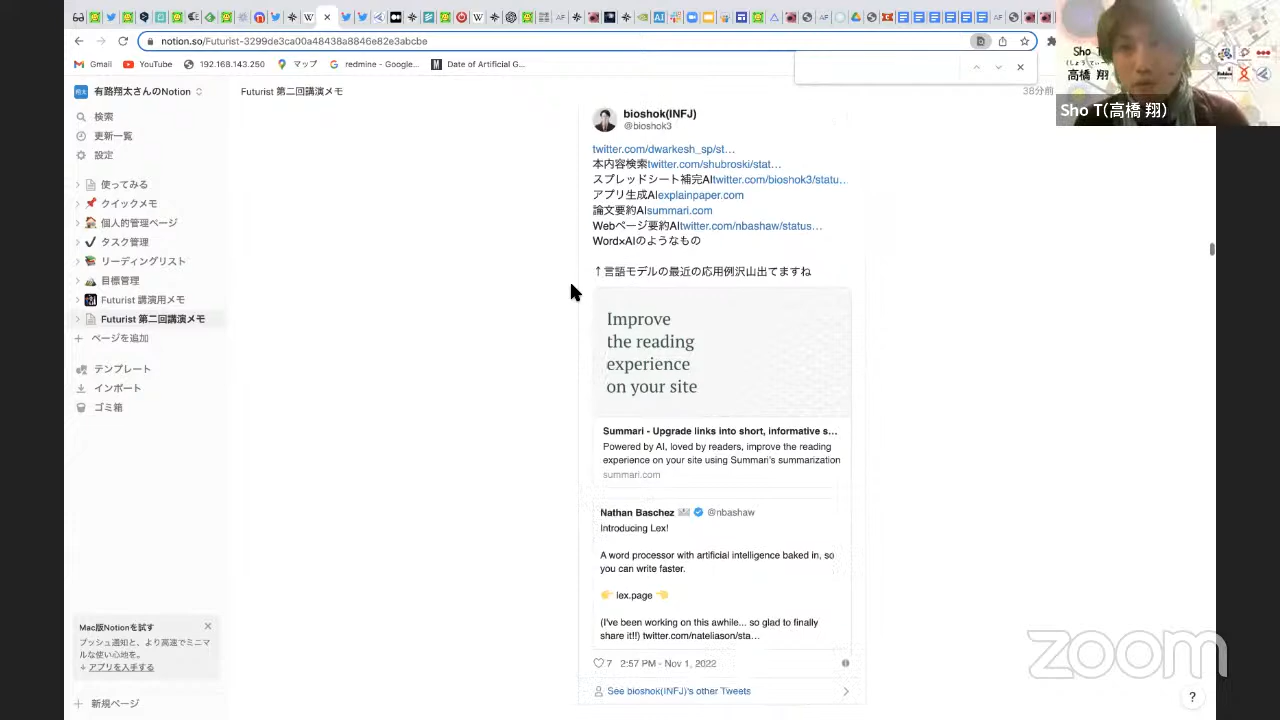 notion.so/Futurist-3299de3ca00a48438a8846e82e3abcbe
Gmail
YouTube
192.168.143.250
マップ
redmine - Google...
Date of Artificial G...
有路翔太さんのNotion
Futurist 第二回講演メモ
38分前
検索
更新一覧
設定
使ってみる
クイックメモ
個人的管理ページ
タスク管理
リーディングリスト
目標管理
Futurist 講演用メモ
Futurist 第二回講演メモ
ページを追加
テンプレート
インポート
ゴミ箱
Mac版Notionを試す
プッシュ通知と、より高速でミニマ
ルな使い心地を。
アプリを入手する
新規ページ
bioshok(INFJ)
@bioshok3
twitter.com/dwarkesh_sp/st…
本内容検索twitter.com/shubroski/stat…
スプレッドシート補完AItwitter.com/bioshok3/statu…
アプリ生成AIexplainpaper.com
論文要約AIsummari.com
Webページ要約AItwitter.com/nbashaw/status…
Word×AIのようなもの
↑言語モデルの最近の応用例沢山出てますね
Improve
the reading
experience
on your site
Summari - Upgrade links into short, informative s...
Powered by AI, loved by readers, improve the reading
experience on your site using Summari's summarization
summari.com
Nathan Baschez @nbashaw
Introducing Lex!
A word processor with artificial intelligence baked in, so
you can write faster.
👉 lex.page 👈
(I've been working on this awhile... so glad to finally
share it!!) twitter.com/nateliason/sta…
7 2:57 PM - Nov 1, 2022
See bioshok(INFJ)'s other Tweets
Sho T
高橋 翔
Sho T(高橋 翔)
zoom
?